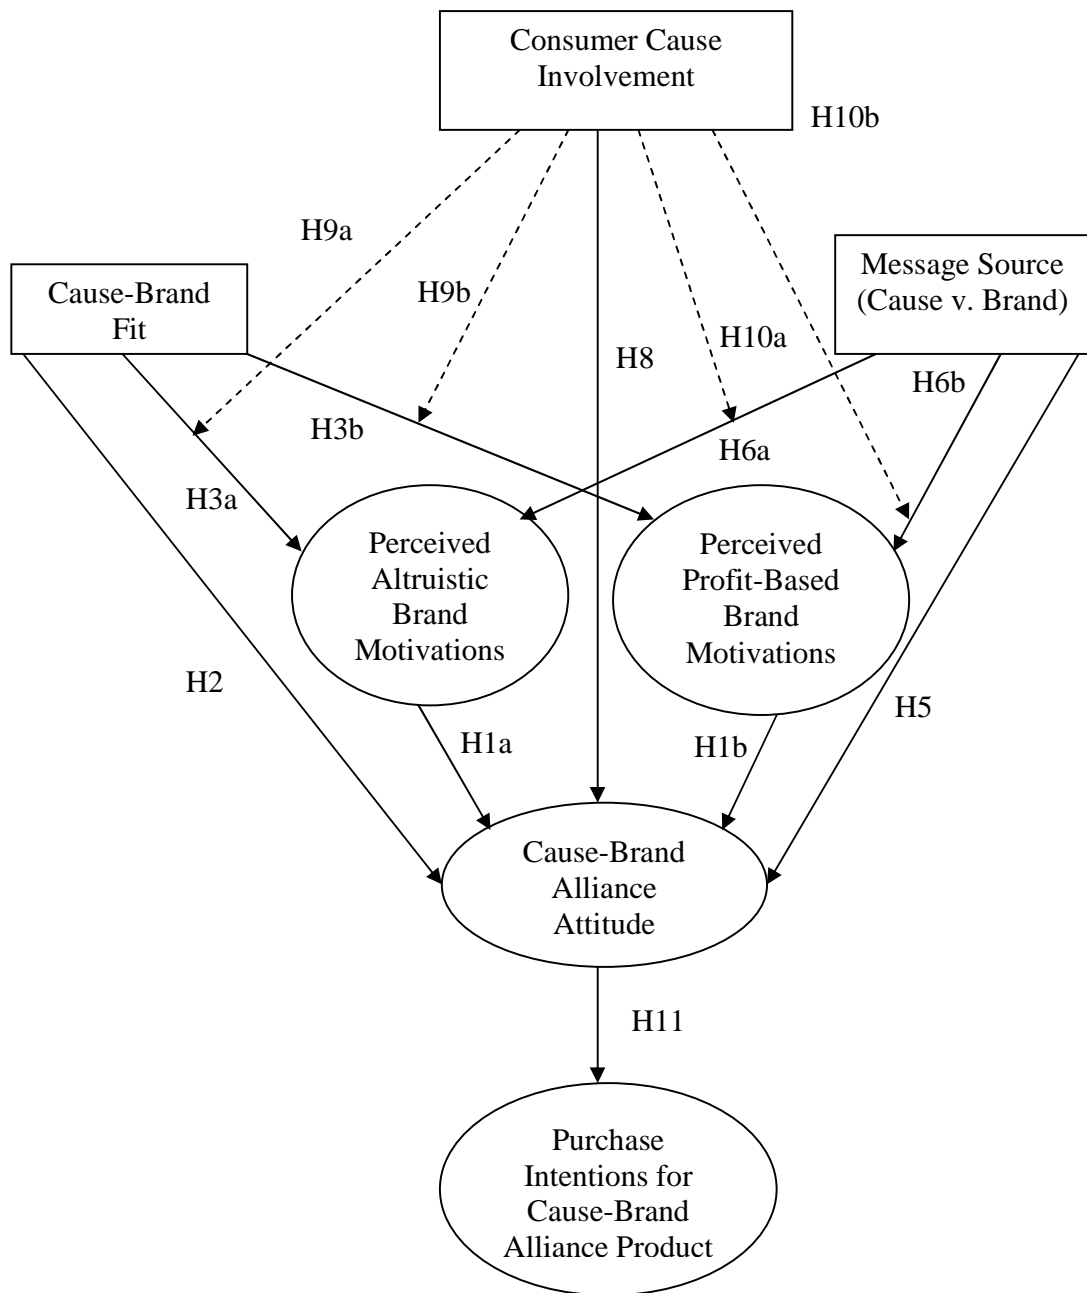 Consumer Cause
Involvement
H10b
H9a
H9b
Cause-Brand
Fit
Message Source
(Cause v. Brand)
H10a
H8
H6b
H3b
H6a
H3a
Perceived
Altruistic
Brand
Motivations
Perceived
Profit-Based
Brand
Motivations
H2
H5
H1a
H1b
Cause-Brand
Alliance
Attitude
H11
Purchase
Intentions for
Cause-Brand
Alliance Product